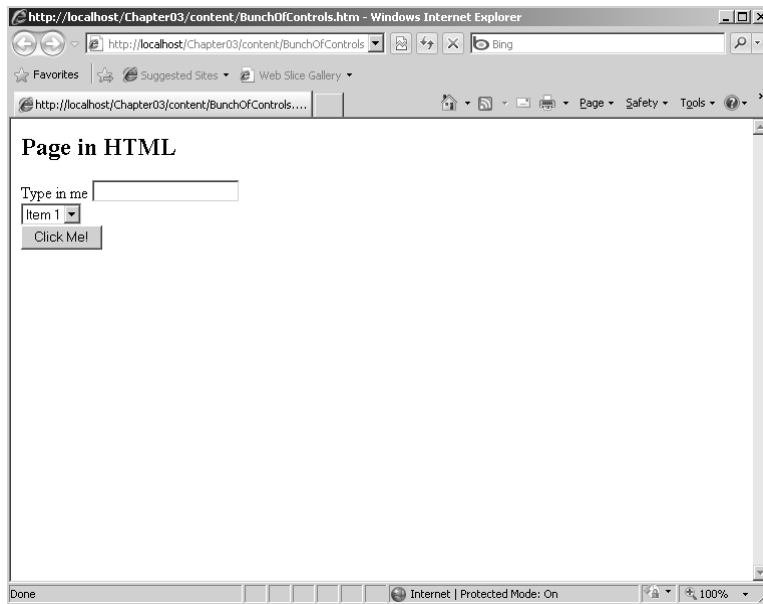 http://localhost/Chapter03/content/BunchOfControls.htm - Windows Internet Explorer
http://localhost/Chapter03/content/BunchOfControls
Bing
Favorites Suggested Sites Web Slice Gallery
http://localhost/Chapter03/content/BunchOfControls....
Page Safety Tools
Page in HTML
Type in me
Item 1
Click Me!
Done Internet | Protected Mode: On 100%